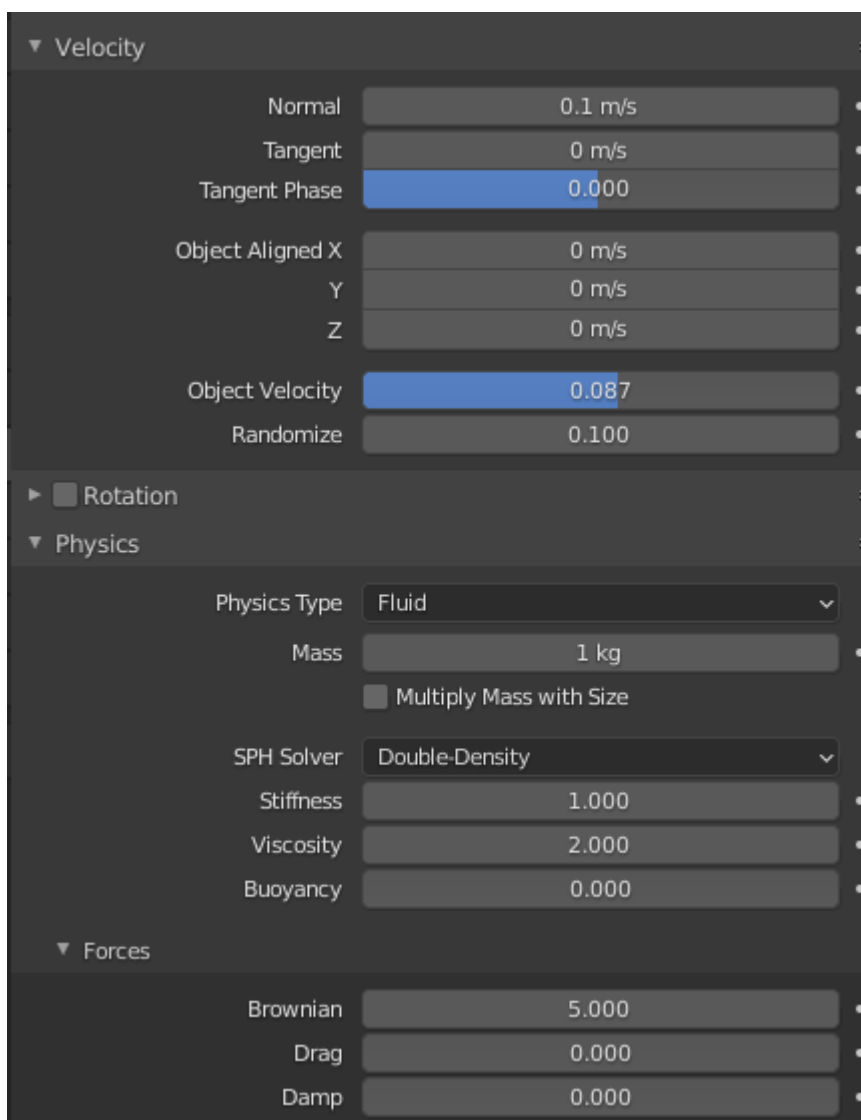 Velocity
Normal 0.1 m/s
Tangent 0 m/s
Tangent Phase 0.000
Object Aligned X 0 m/s
Y 0 m/s
Z 0 m/s
Object Velocity 0.087
Randomize 0.100
Rotation
Physics
Physics Type Fluid
Mass 1 kg
Multiply Mass with Size
SPH Solver Double-Density
Stiffness 1.000
Viscosity 2.000
Buoyancy 0.000
Forces
Brownian 5.000
Drag 0.000
Damp 0.000